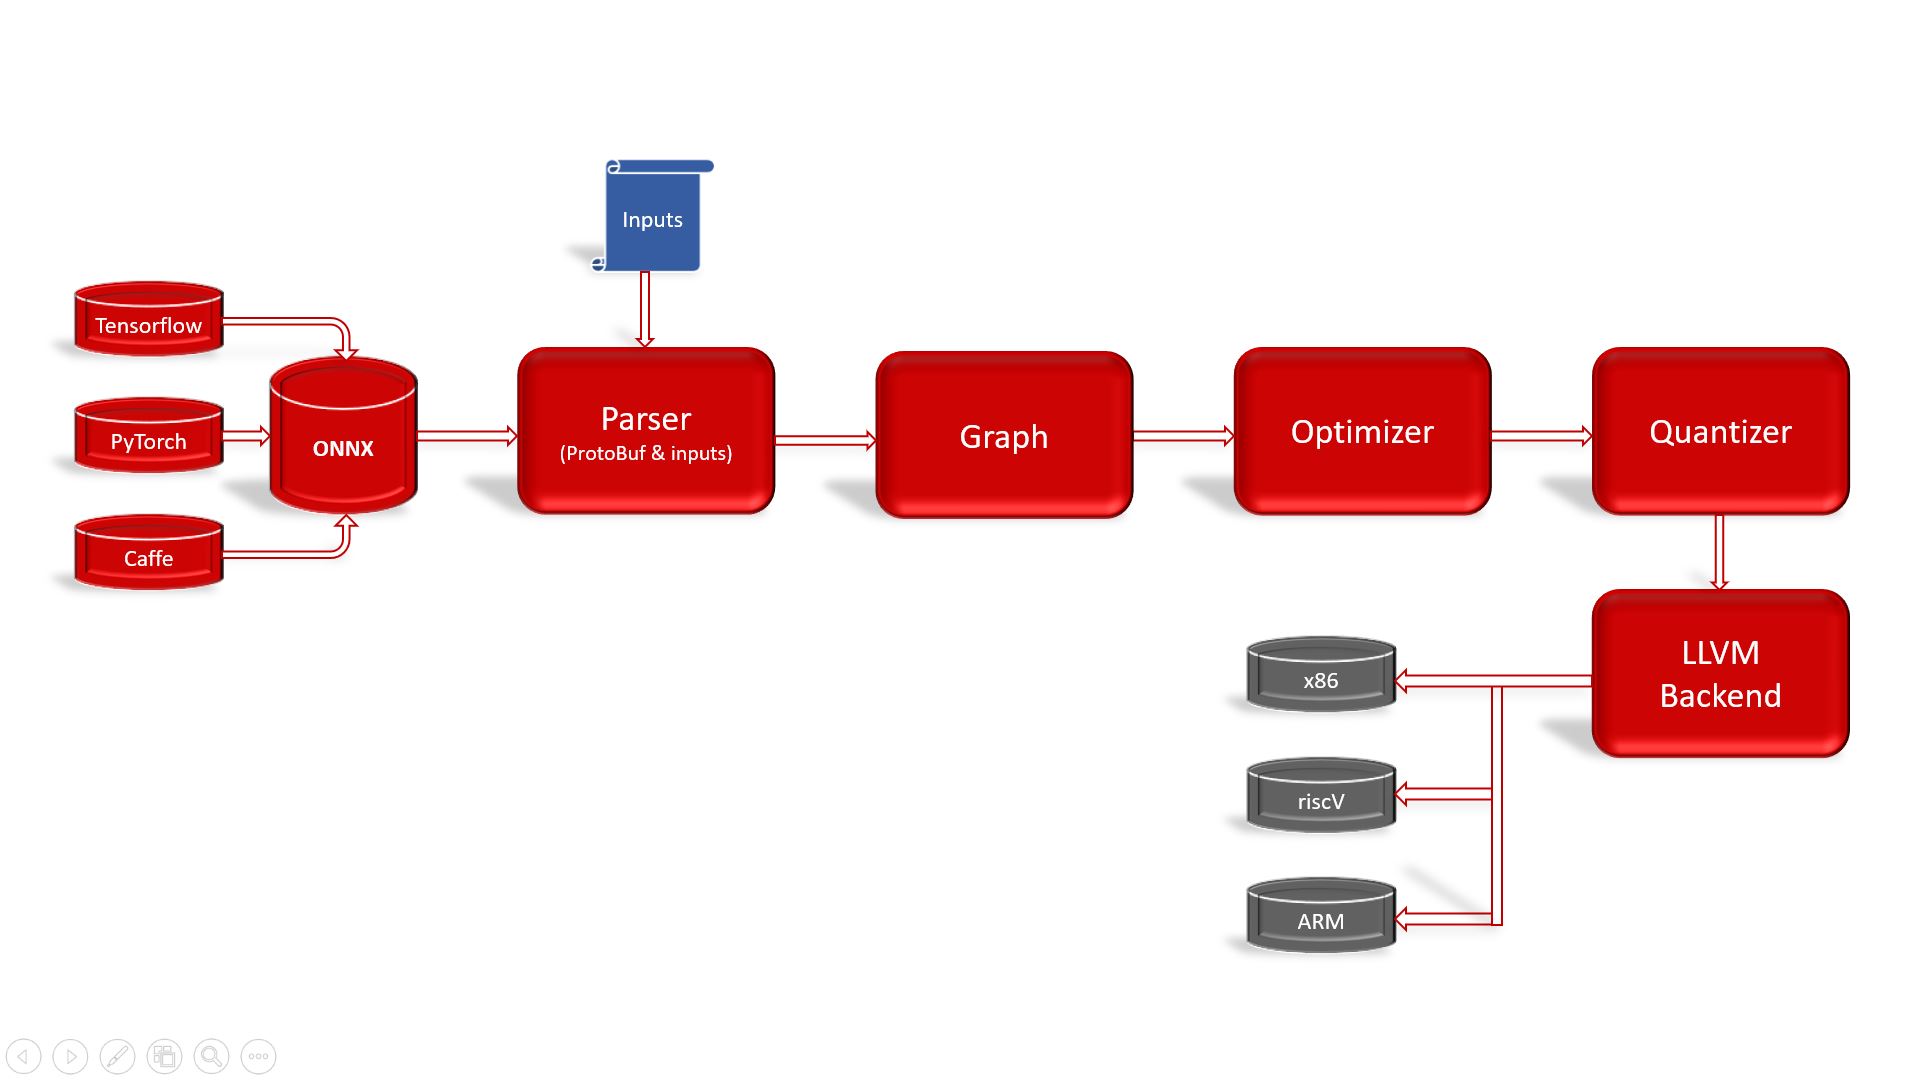 Inputs
Tensorflow
PyTorch
Caffe
ONNX
Parser
(ProtoBuf & inputs)
Graph
Optimizer
Quantizer
LLVM
Backend
x86
riscV
ARM